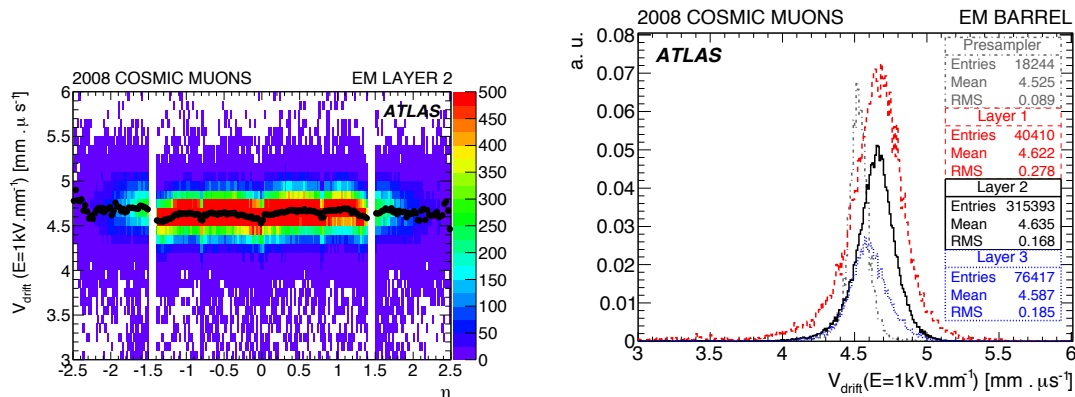 2008 COSMIC MUONS EM LAYER 2
ATLAS
V_drift(E=1kV.mm⁻¹) [mm . μs⁻¹]
6
5.5
5
4.5
4
3.5
3
-2.5 -2 -1.5 -1 -0.5 0 0.5 1 1.5 2 2.5
η
500
450
400
350
300
250
200
150
100
50
0
2008 COSMIC MUONS EM BARREL
ATLAS
a. u.
0.08
0.07
0.06
0.05
0.04
0.03
0.02
0.01
0
3 3.5 4 4.5 5 5.5 6
V_drift(E=1kV.mm⁻¹) [mm . μs⁻¹]
Presampler
Entries 18244
Mean 4.525
RMS 0.089
Layer 1
Entries 40410
Mean 4.622
RMS 0.278
Layer 2
Entries 315393
Mean 4.635
RMS 0.168
Layer 3
Entries 76417
Mean 4.587
RMS 0.185